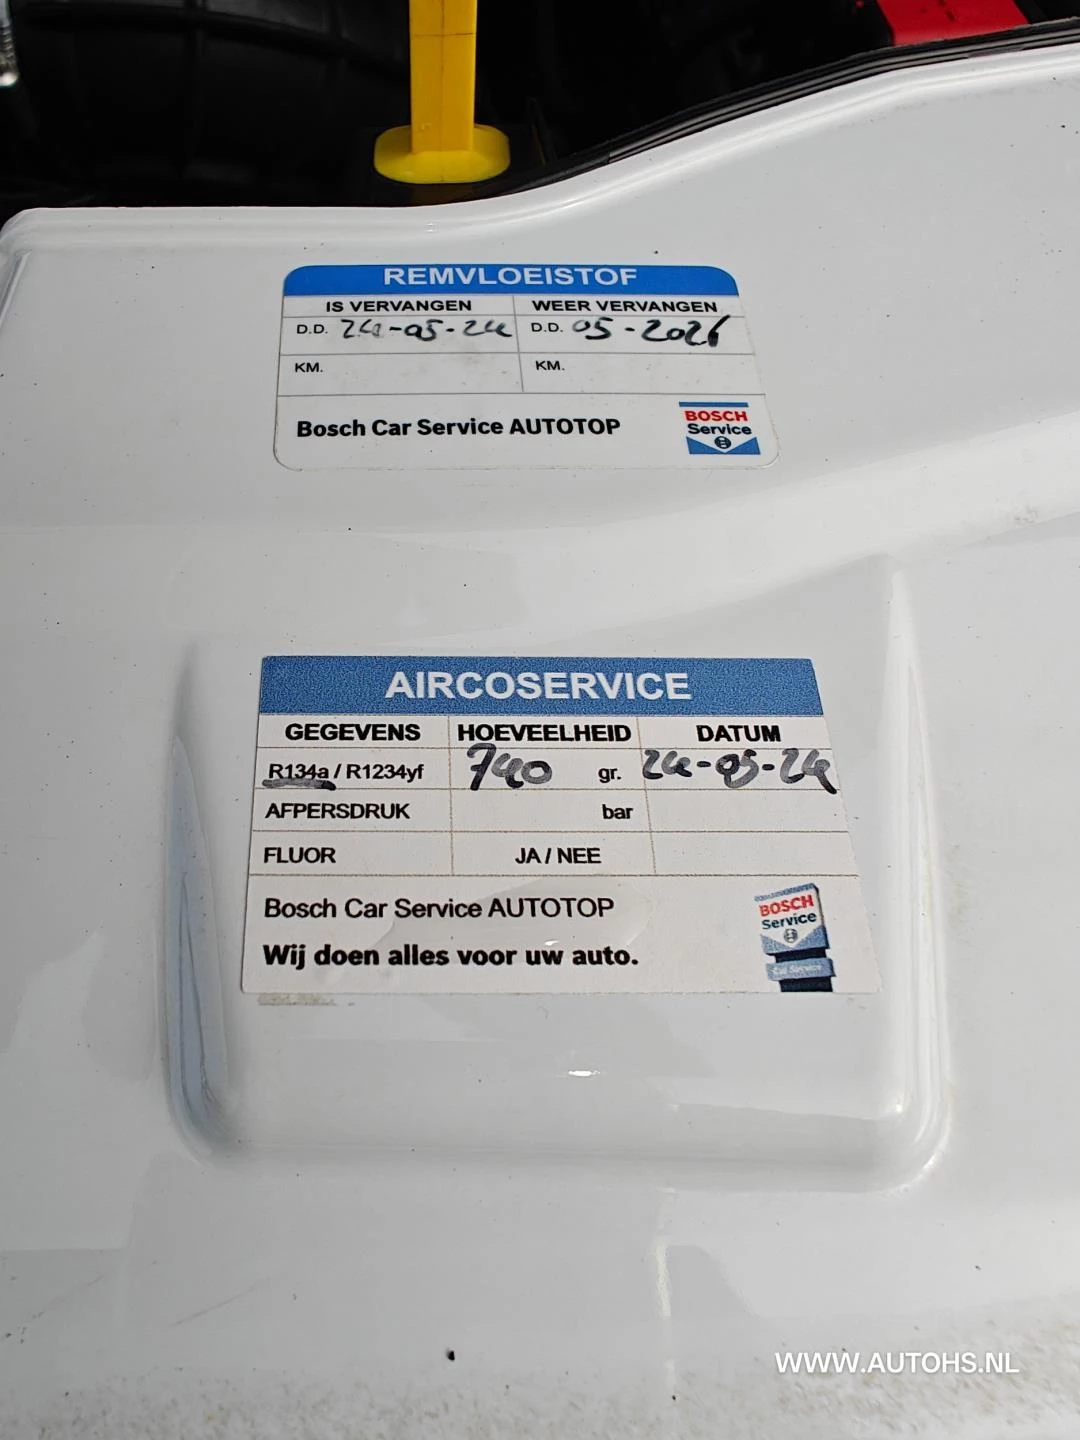 REMVLOEISTOF
IS VERVANGEN WEER VERVANGEN
D.D. 24-05-24 D.D. 05-2026
KM. KM.
Bosch Car Service AUTOTOP
BOSCH
Service
AIRCOSERVICE
GEGEVENS HOEVEELHEID DATUM
R134a / R1234yf 740 gr. 24-05-24
AFPERSDRUK bar
FLUOR JA / NEE
Bosch Car Service AUTOTOP
Wij doen alles voor uw auto.
BOSCH
Service
Car Service
WWW.AUTOHS.NL